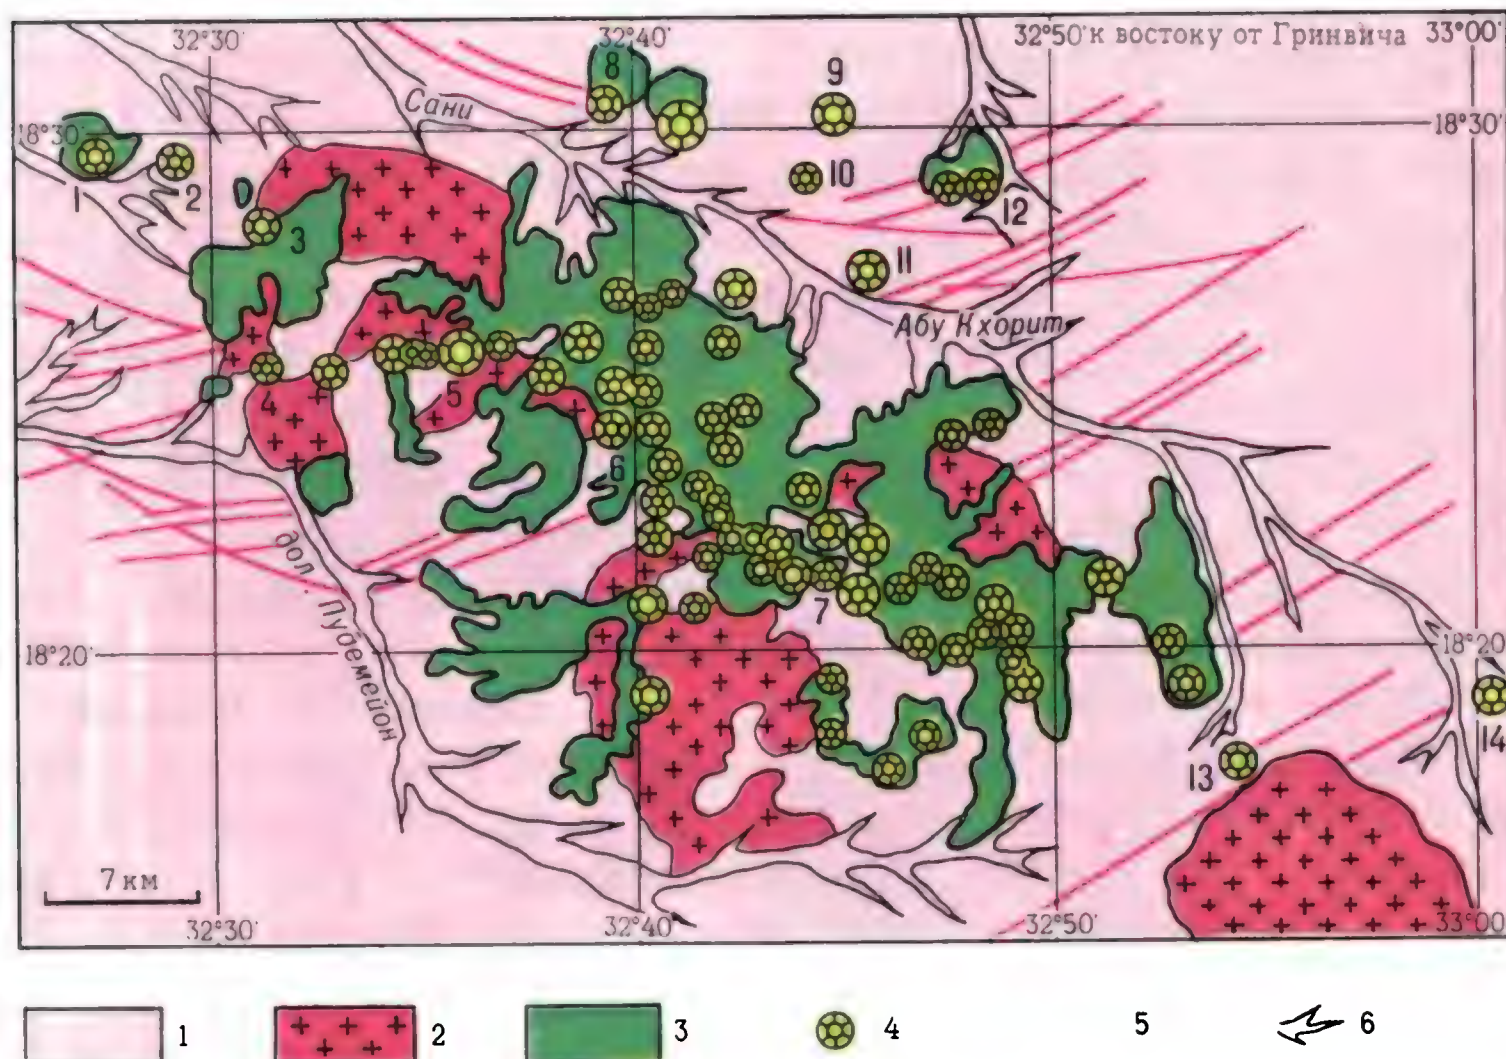 32°30' 32°40' 32°50' к востоку от Гринвича 33°00'
8 9
Сани
18°30' 18°30'
1 2 10 12
3
11
Абу Кхорит
4 5
6
дол Пубемейон
7
18°20' 18°20'
13 14
7 км
32°30' 32°40' 32°50' 33°00'
1 2 3 4 5 6